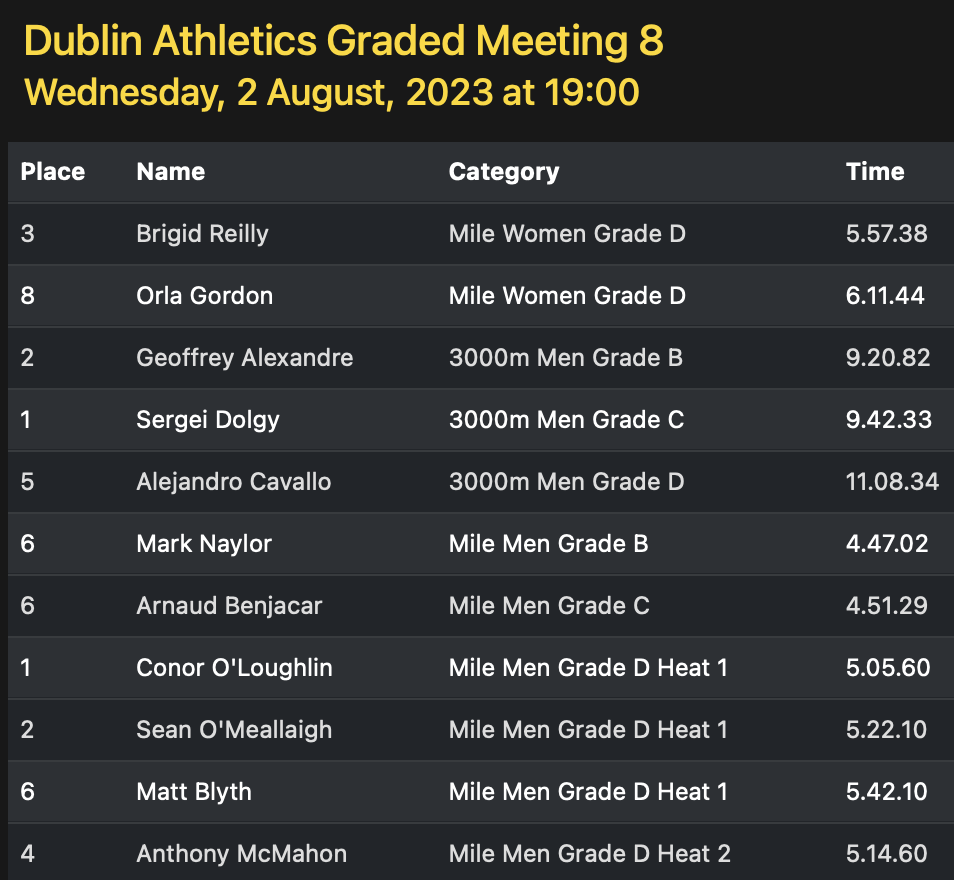 Dublin Athletics Graded Meeting 8
Wednesday, 2 August, 2023 at 19:00
Place Name Category Time
3 Brigid Reilly Mile Women Grade D 5.57.38
8 Orla Gordon Mile Women Grade D 6.11.44
2 Geoffrey Alexandre 3000m Men Grade B 9.20.82
1 Sergei Dolgy 3000m Men Grade C 9.42.33
5 Alejandro Cavallo 3000m Men Grade D 11.08.34
6 Mark Naylor Mile Men Grade B 4.47.02
6 Arnaud Benjacar Mile Men Grade C 4.51.29
1 Conor O'Loughlin Mile Men Grade D Heat 1 5.05.60
2 Sean O'Meallaigh Mile Men Grade D Heat 1 5.22.10
6 Matt Blyth Mile Men Grade D Heat 1 5.42.10
4 Anthony McMahon Mile Men Grade D Heat 2 5.14.60